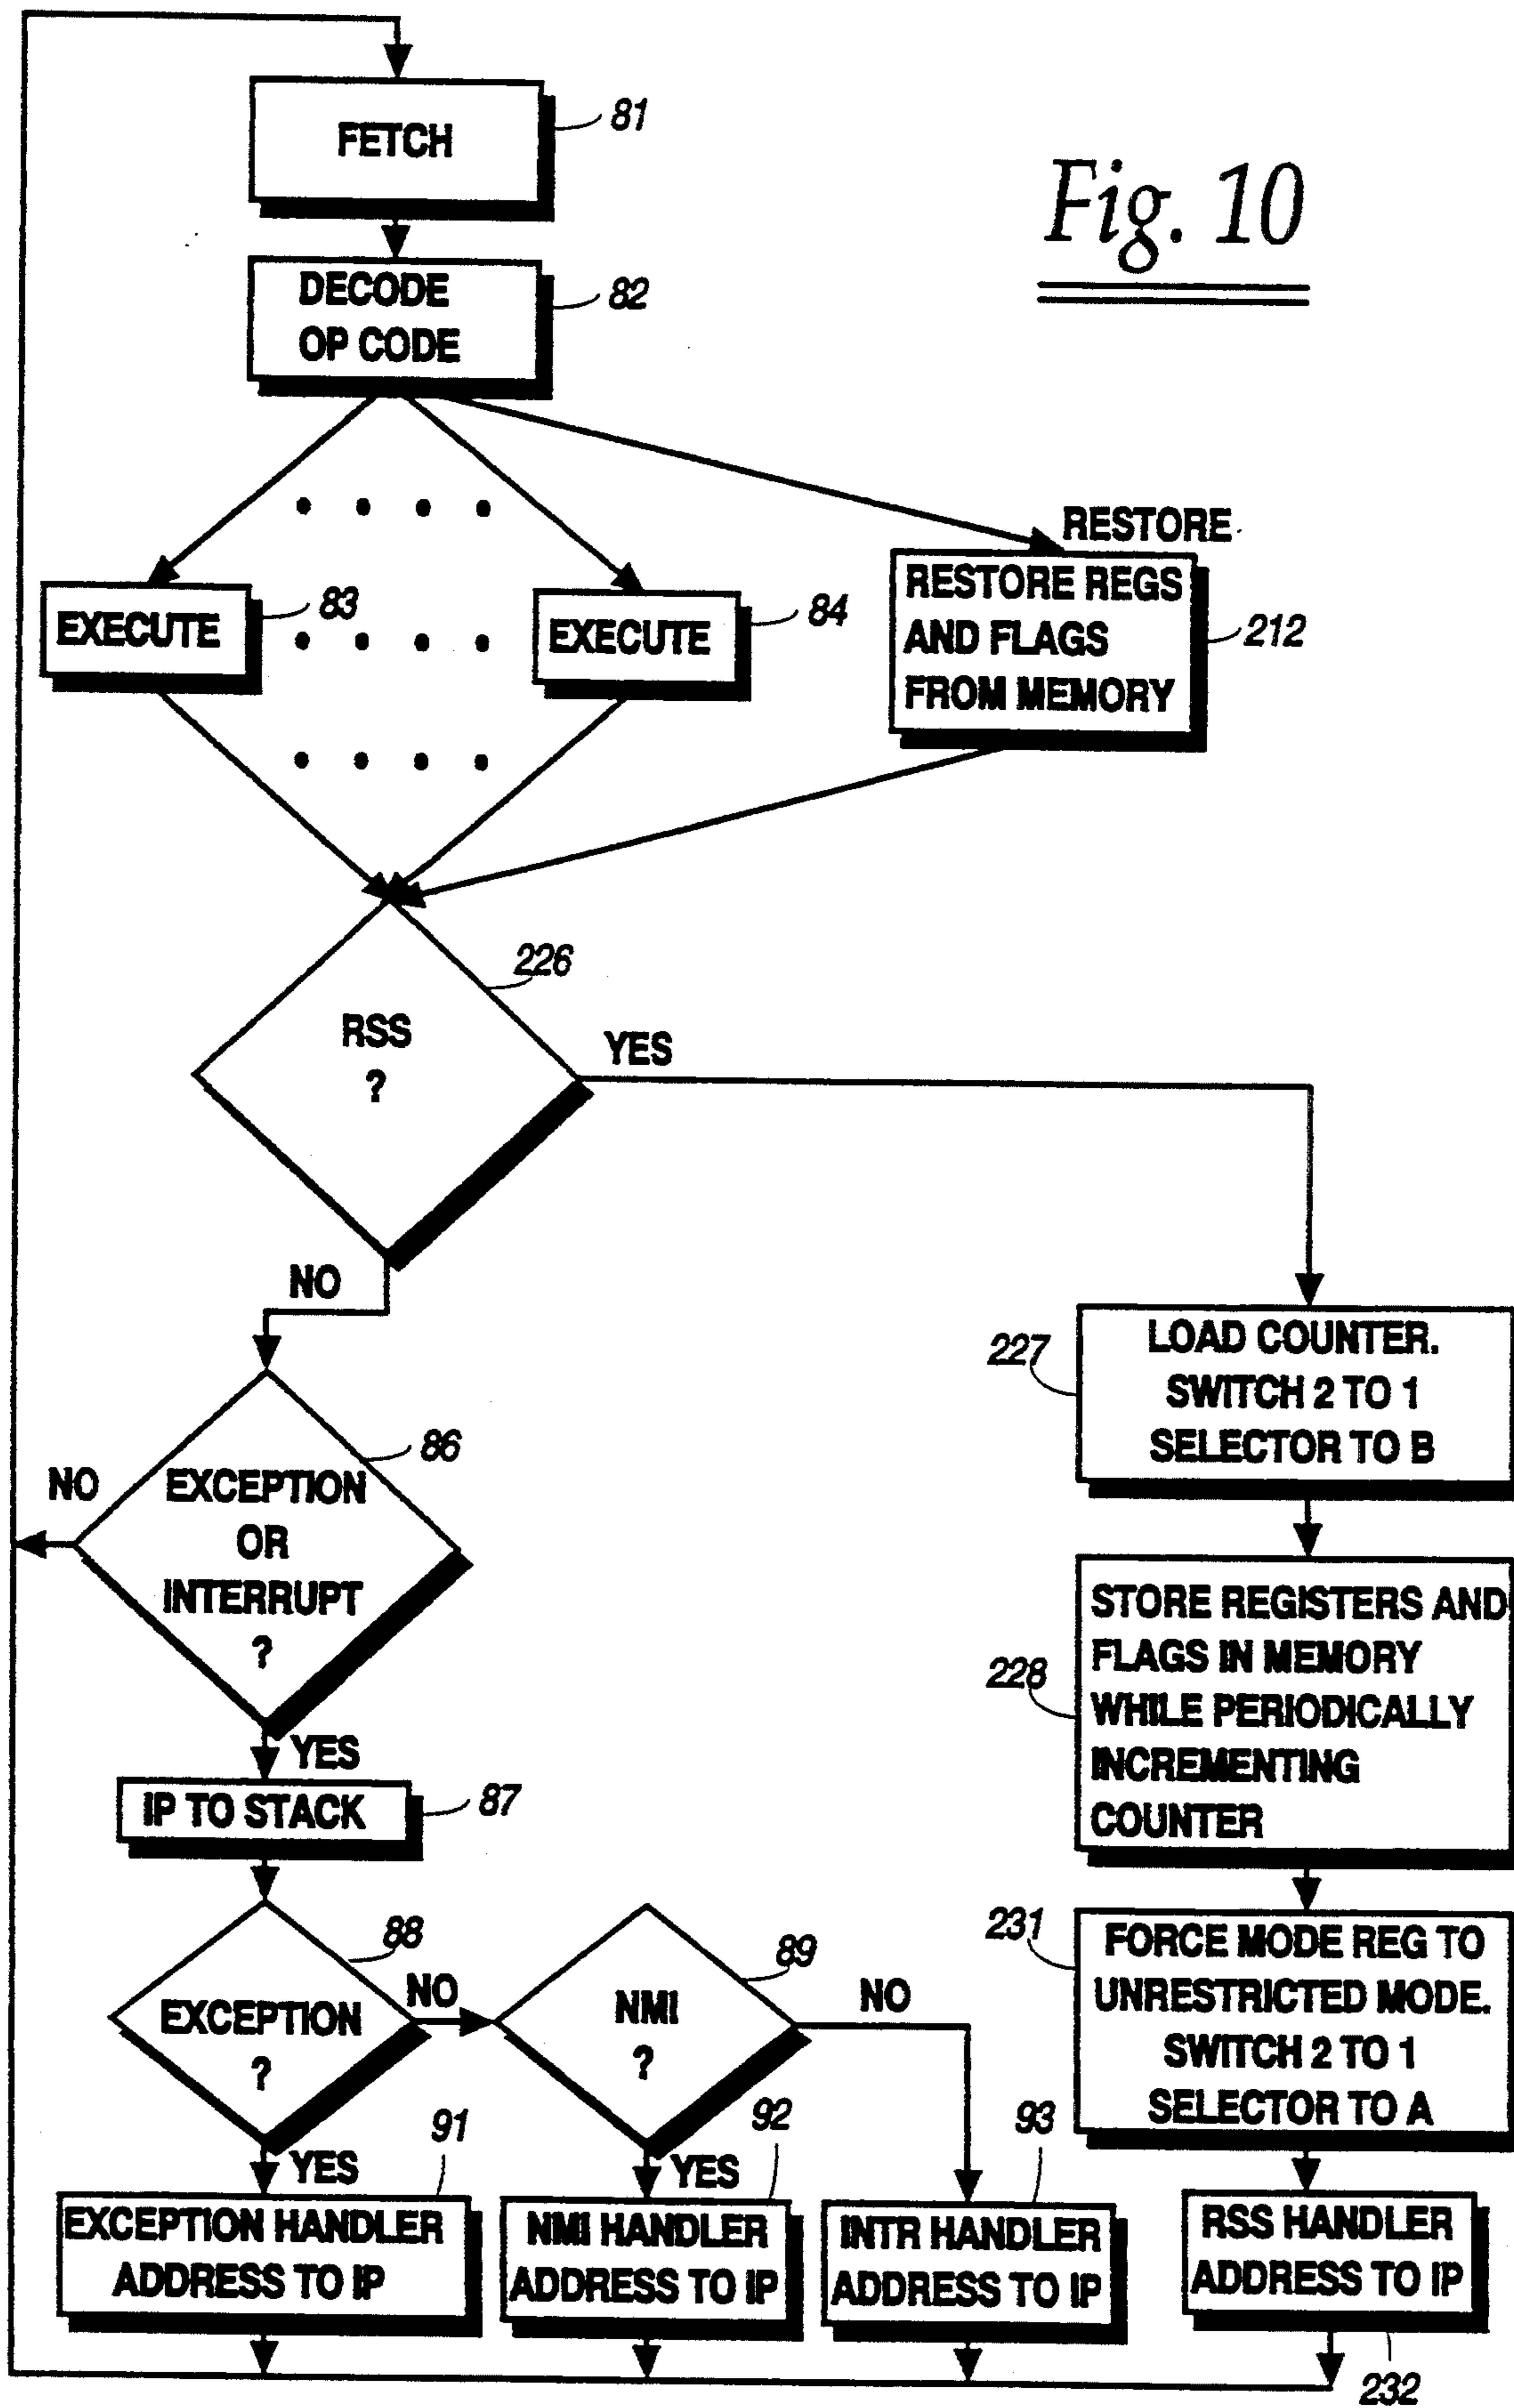 FETCH
81
Fig. 10
DECODE
OP CODE
82
RESTORE
EXECUTE
83
EXECUTE
84
RESTORE REGS
AND FLAGS
FROM MEMORY
212
RSS
?
226
YES
NO
LOAD COUNTER.
SWITCH 2 TO 1
SELECTOR TO B
227
EXCEPTION
OR
INTERRUPT
?
86
NO
YES
STORE REGISTERS AND
FLAGS IN MEMORY
WHILE PERIODICALLY
INCREMENTING
COUNTER
228
IP TO STACK
87
EXCEPTION
?
88
NO
NMI
?
89
NO
FORCE MODE REG TO
UNRESTRICTED MODE.
SWITCH 2 TO 1
SELECTOR TO A
231
YES
91
YES
92
93
EXCEPTION HANDLER
ADDRESS TO IP
NMI HANDLER
ADDRESS TO IP
INTR HANDLER
ADDRESS TO IP
RSS HANDLER
ADDRESS TO IP
232